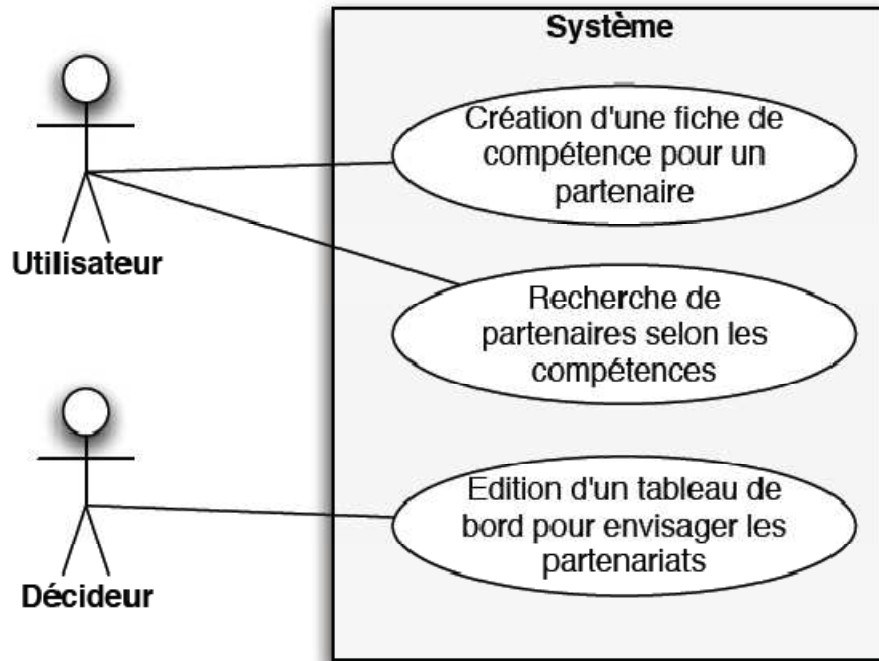 Système
Création d'une fiche de
compétence pour un
partenaire
Utilisateur
Recherche de
partenaires selon les
compétences
Edition d'un tableau de
bord pour envisager les
partenariats
Décideur